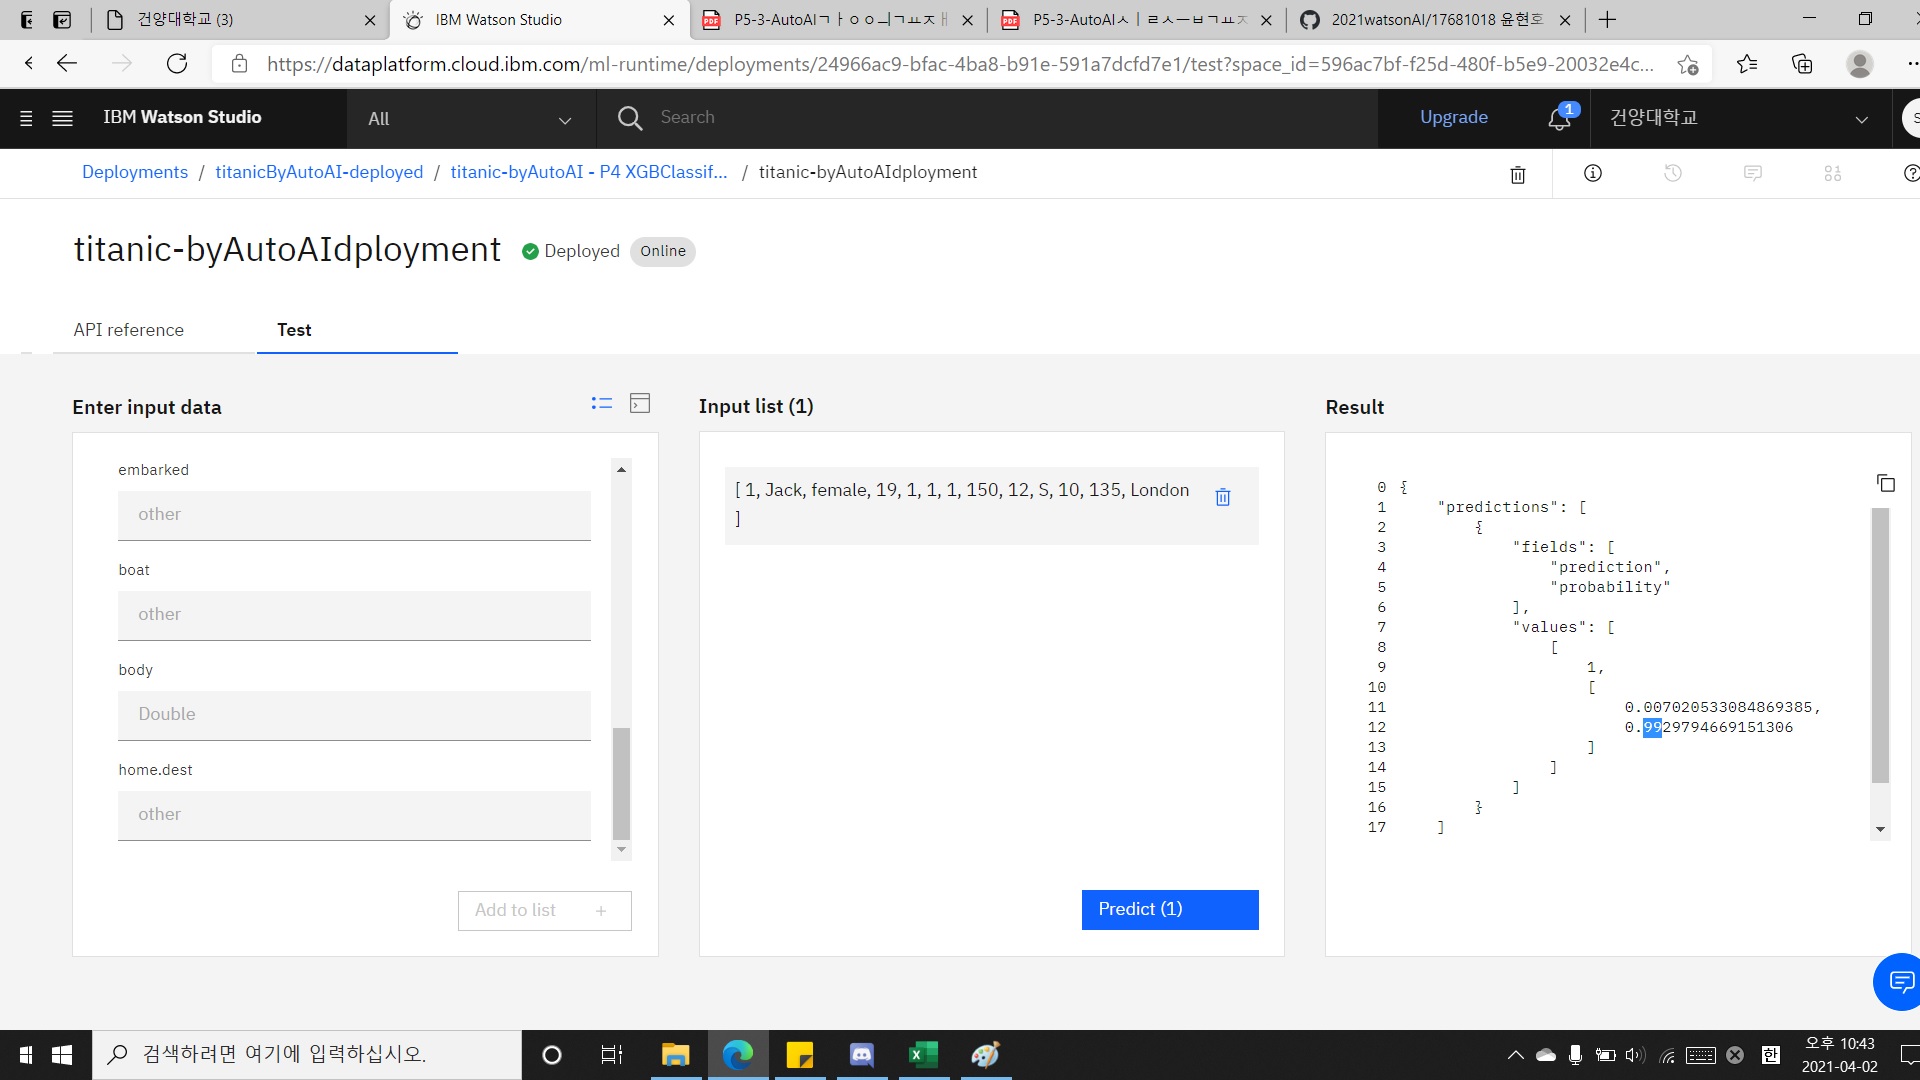 건양대학교 (3)
IBM Watson Studio
P5-3-AutoAIㄱㅏㅇㅇㅢㄱㅛㅈㅐ
P5-3-AutoAIㅅㅣㄹㅅㅡㅂㄱㅛㅈ
2021watsonAI/17681018 윤현호
https://dataplatform.cloud.ibm.com/ml-runtime/deployments/24966ac9-bfac-4ba8-b91e-591a7dcfd7e1/test?space_id=596ac7bf-f25d-480f-b5e9-20032e4c...
IBM Watson Studio
All
Search
Upgrade
1
건양대학교
S
Deployments / titanicByAutoAI-deployed / titanic-byAutoAI - P4 XGBClassif... / titanic-byAutoAIdployment
titanic-byAutoAIdployment
Deployed
Online
API reference
Test
Enter input data
embarked
other
boat
other
body
Double
home.dest
other
Add to list +
Input list (1)
[ 1, Jack, female, 19, 1, 1, 1, 150, 12, S, 10, 135, London
]
Predict (1)
Result
0 {
1 "predictions": [
2 {
3 "fields": [
4 "prediction",
5 "probability"
6 ],
7 "values": [
8 [
9 1,
10 [
11 0.007020533084869385,
12 0.9929794669151306
13 ]
14 ]
15 ]
16 }
17 ]
검색하려면 여기에 입력하십시오.
한
오후 10:43
2021-04-02